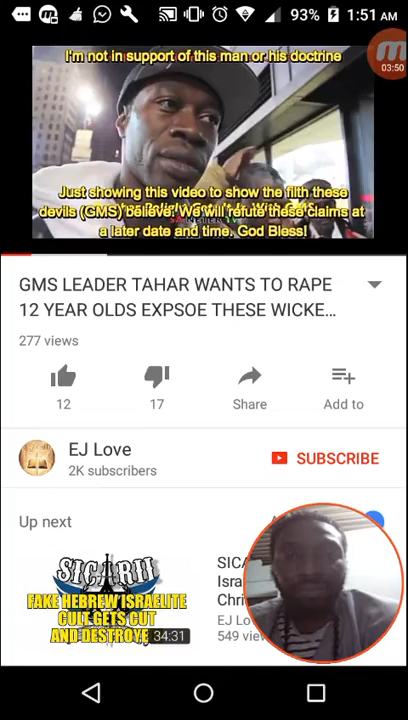 93% 1:51 AM
03:50
I'm not in support of this man or his doctrine
Just showing this video to show the filth these
devils (GMS) believe. We will refute these claims at
a later date and time. God Bless!
GMS LEADER TAHAR WANTS TO RAPE
12 YEAR OLDS EXPSOE THESE WICKE...
277 views
12
17
Share
Add to
EJ Love
2K subscribers
SUBSCRIBE
Up next
SICARII
FAKE HEBREW ISRAELITE
CULT GETS CUT
AND DESTROYE
34:31
SICA
Isra
Chri
EJ Lo
549 vie